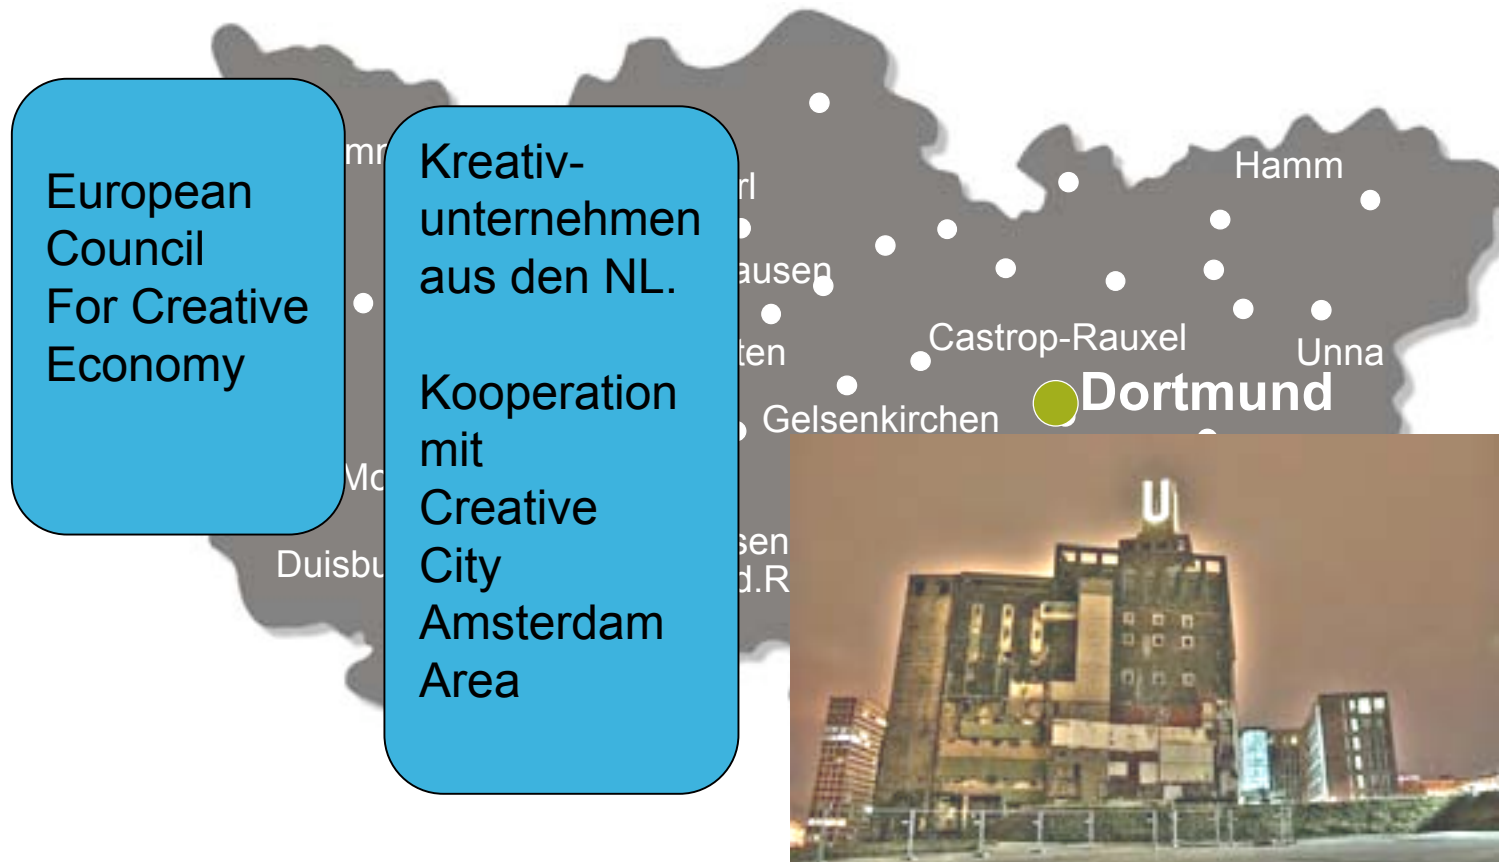 European
Council
For Creative
Economy
Kreativ-
unternehmen
aus den NL.
Kooperation
mit
Creative
City
Amsterdam
Area
Hamm
Castrop-Rauxel
Unna
Dortmund
Gelsenkirchen
U